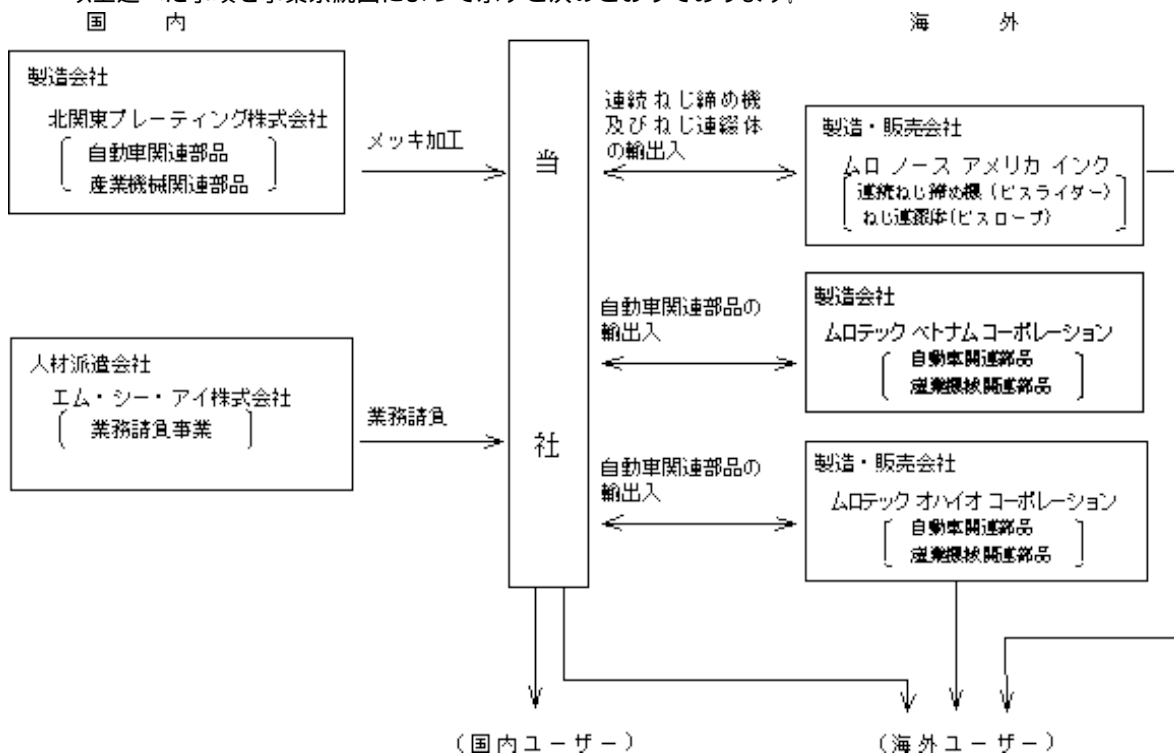 国 内
海 外
製造会社
北関東プレーティング株式会社
自動車関連部品
産業機械関連部品
メッキ加工
人材派遣会社
エム・シー・アイ株式会社
業務請負事業
業務請負
当 社
連続ねじ締め機
及びねじ連綴体
の輸出入
製造・販売会社
ムロ ノース アメリカ インク
連続ねじ締め機（ビスライダー）
ねじ連綴体（ビスロープ）
自動車関連部品の
輸出入
製造会社
ムロテック ベトナム コーポレーション
自動車関連部品
産業機械関連部品
自動車関連部品の
輸出入
製造・販売会社
ムロテック オハイオ コーポレーション
自動車関連部品
産業機械関連部品
（国内ユーザー）
（海外ユーザー）